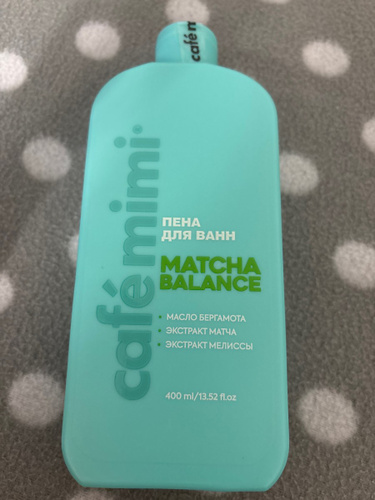 café mimi
café mimi
ПЕНА
ДЛЯ ВАНН
MATCHA
BALANCE
• МАСЛО БЕРГАМОТА
• ЭКСТРАКТ МАТЧА
• ЭКСТРАКТ МЕЛИССЫ
400 ml/13.52 fl.oz